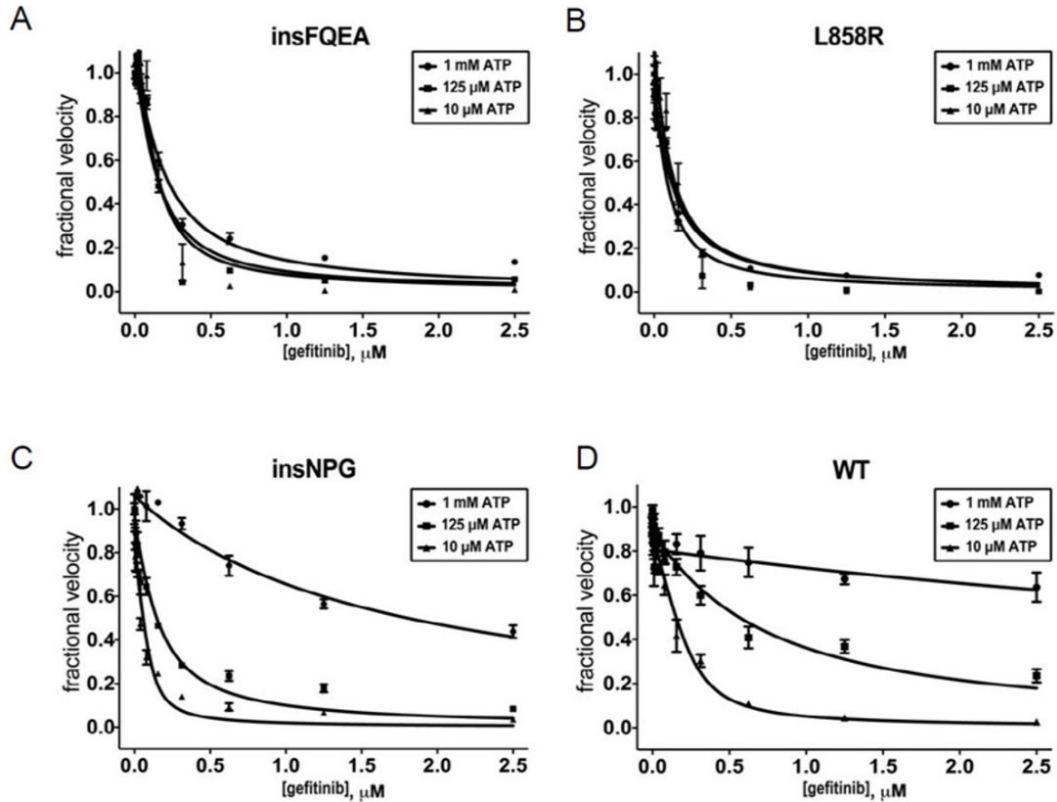 A
insFQEA
1 mM ATP
125 µM ATP
10 µM ATP
fractional velocity
1.0
0.8
0.6
0.4
0.2
0.0
0.0 0.5 1.0 1.5 2.0 2.5
[gefitinib], µM
B
L858R
1 mM ATP
125 µM ATP
10 µM ATP
fractional velocity
1.0
0.8
0.6
0.4
0.2
0.0
0.0 0.5 1.0 1.5 2.0 2.5
[gefitinib], µM
C
insNPG
1 mM ATP
125 µM ATP
10 µM ATP
fractional velocity
1.0
0.8
0.6
0.4
0.2
0.0
0.0 0.5 1.0 1.5 2.0 2.5
[gefitinib], µM
D
WT
1 mM ATP
125 µM ATP
10 µM ATP
fractional velocity
1.0
0.8
0.6
0.4
0.2
0.0
0.0 0.5 1.0 1.5 2.0 2.5
[gefitinib], µM